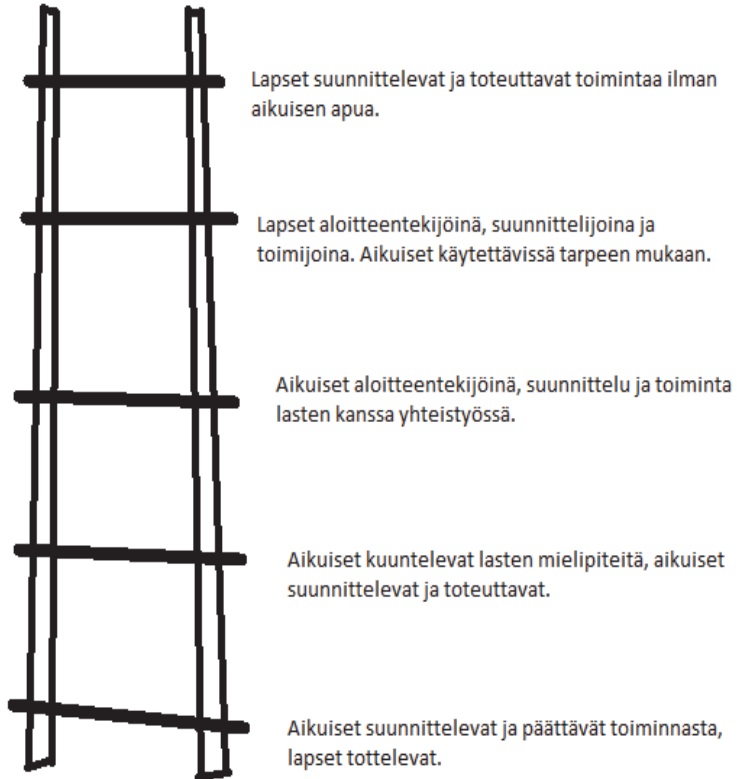 Lapset suunnittelevat ja toteuttavat toimintaa ilman
aikuisen apua.
Lapset aloitteentekijöinä, suunnittelijoina ja
toimijoina. Aikuiset käytettävissä tarpeen mukaan.
Aikuiset aloitteentekijöinä, suunnittelu ja toiminta
lasten kanssa yhteistyössä.
Aikuiset kuuntelevat lasten mielipiteitä, aikuiset
suunnittelevat ja toteuttavat.
Aikuiset suunnittelevat ja päättävät toiminnasta,
lapset tottelevat.